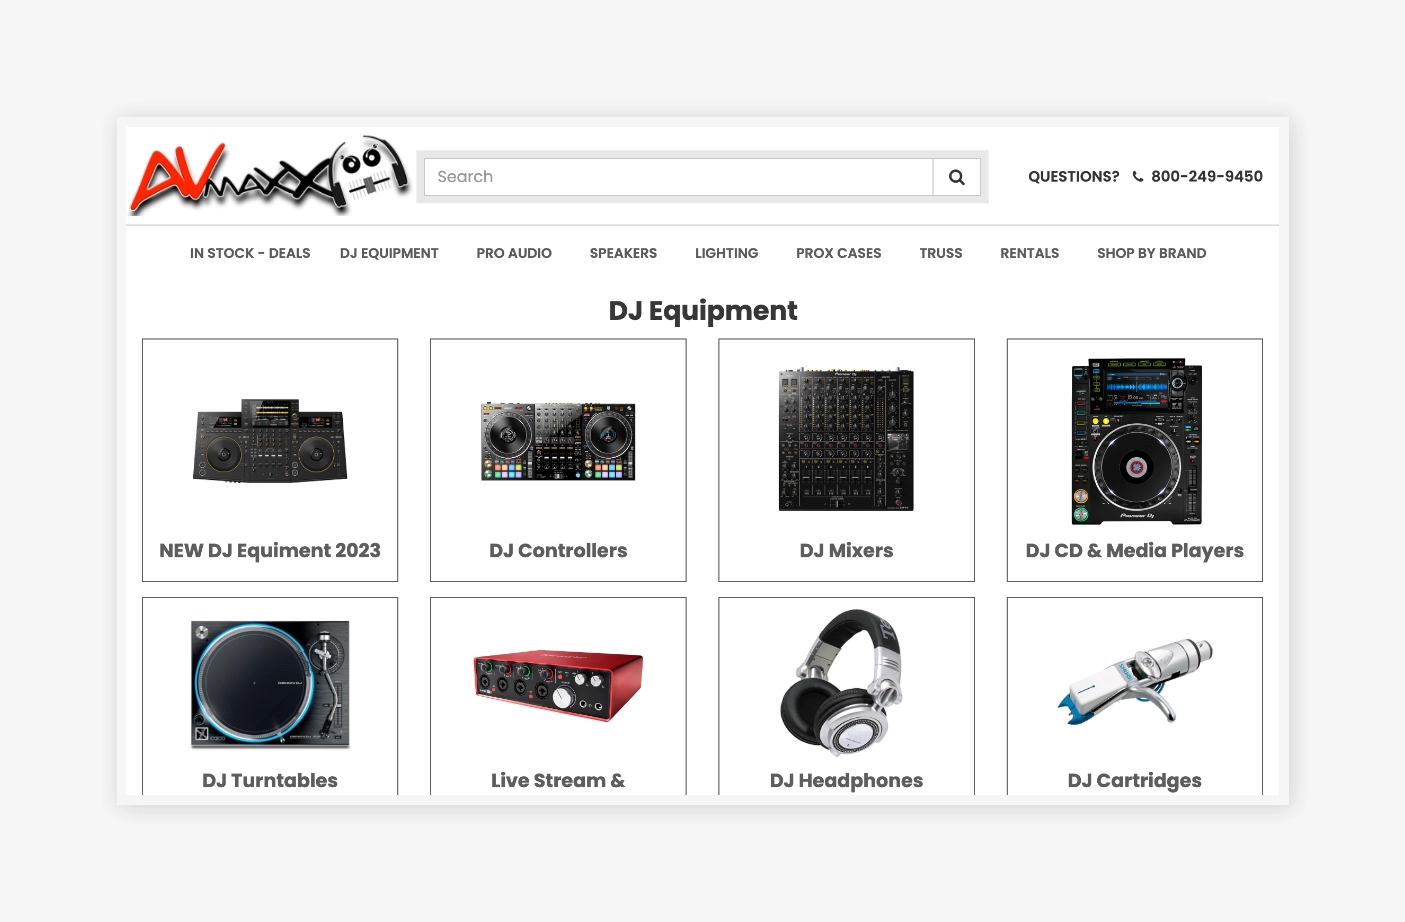 AVMAXX
Search
QUESTIONS? 800-249-9450
IN STOCK - DEALS DJ EQUIPMENT PRO AUDIO SPEAKERS LIGHTING PROX CASES TRUSS RENTALS SHOP BY BRAND
DJ Equipment
NEW DJ Equiment 2023
DJ Controllers
DJ Mixers
DJ CD & Media Players
DJ Turntables
Live Stream &
DJ Headphones
DJ Cartridges